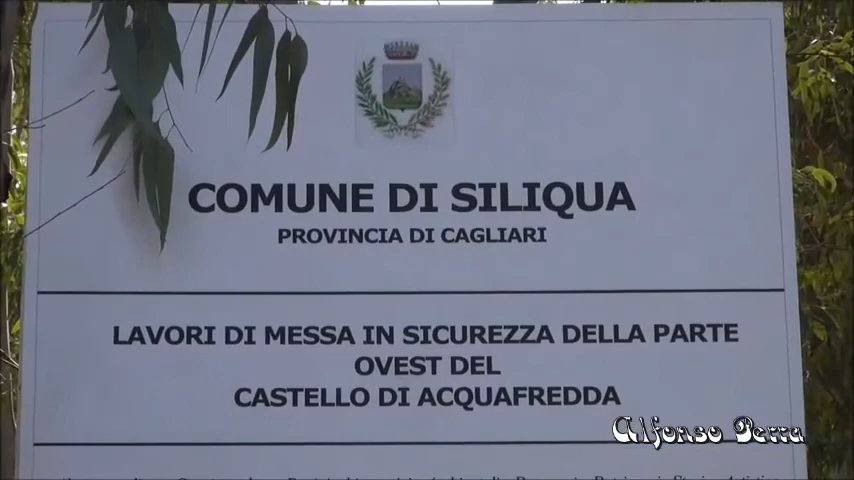 COMUNE DI SILIQUA
PROVINCIA DI CAGLIARI
LAVORI DI MESSA IN SICUREZZA DELLA PARTE
OVEST DEL
CASTELLO DI ACQUAFREDDA
Alfonso Perra